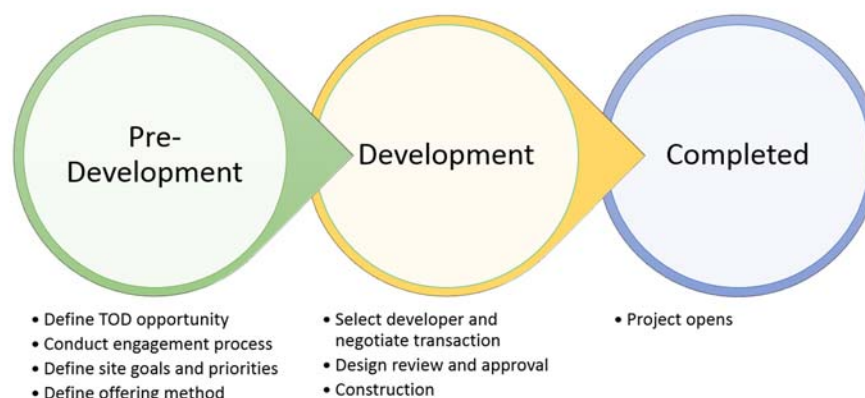 Pre-
Development
Development
Completed
• Define TOD opportunity
• Conduct engagement process
• Define site goals and priorities
• Define offering method
• Select developer and
negotiate transaction
• Design review and approval
• Construction
• Project opens